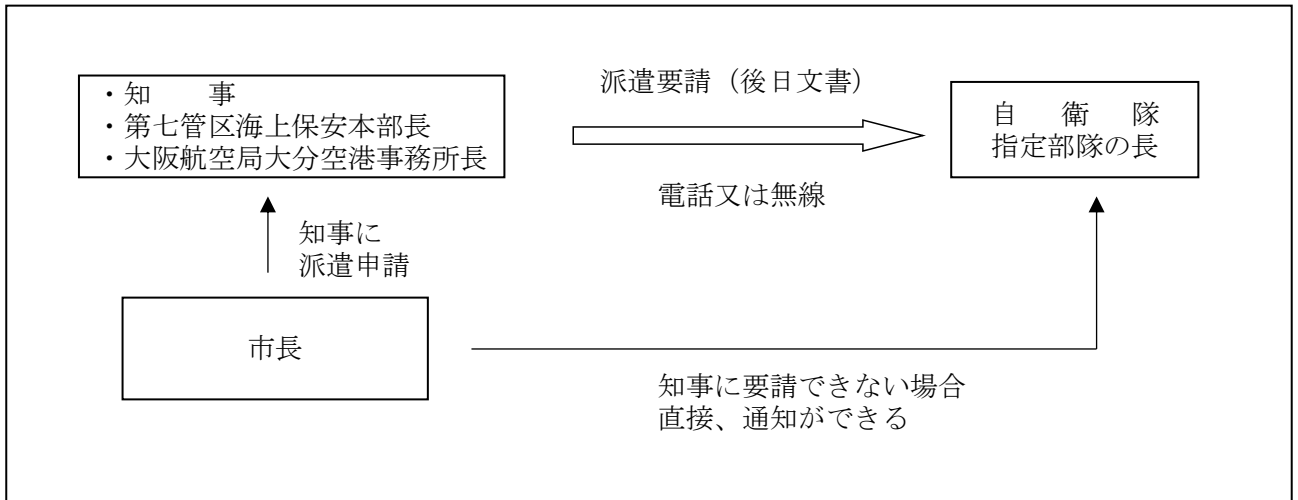 ・知　　事
・第七管区海上保安本部長
・大阪航空局大分空港事務所長
派遣要請（後日文書）
電話又は無線
自　衛　隊
指定部隊の長
知事に
派遣申請
市長
知事に要請できない場合
直接、通知ができる